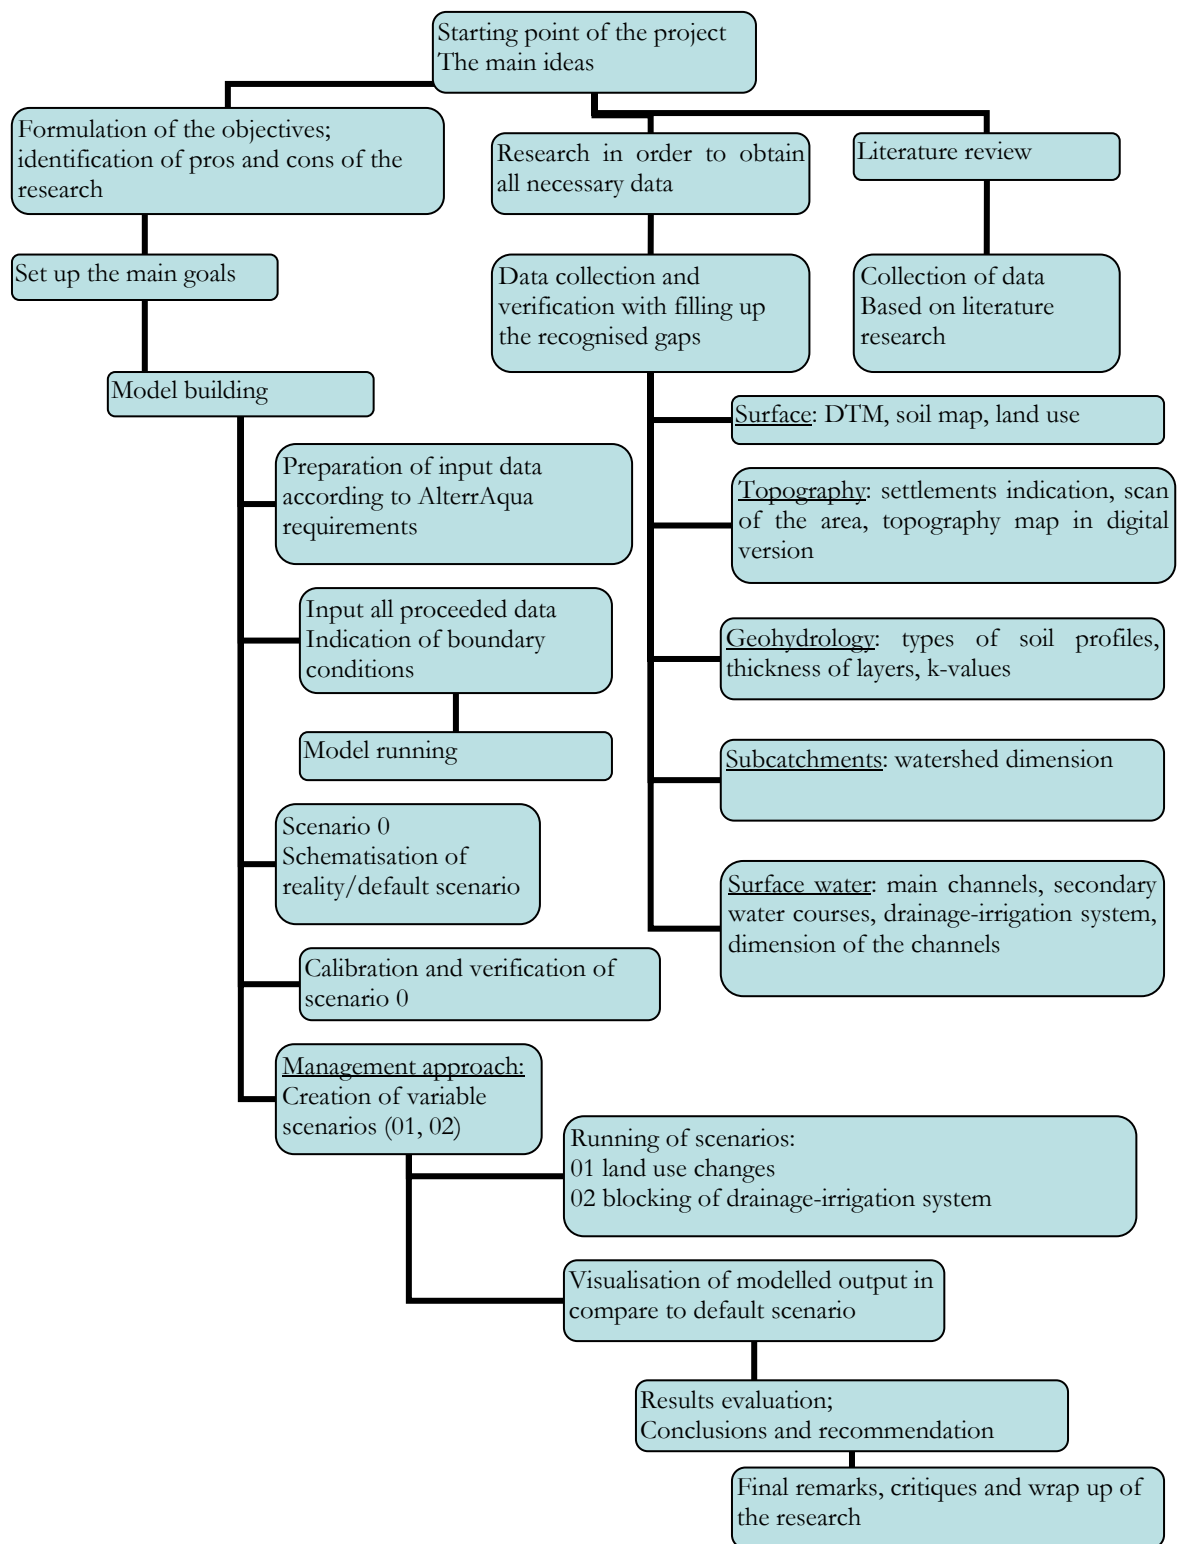 Starting point of the project
The main ideas
Formulation of the objectives;
identification of pros and cons of the
research
Research in order to obtain
all necessary data
Literature review
Set up the main goals
Data collection and
verification with filling up
the recognised gaps
Collection of data
Based on literature
research
Model building
Surface: DTM, soil map, land use
Preparation of input data
according to AlterrAqua
requirements
Topography: settlements indication, scan
of the area, topography map in digital
version
Input all proceeded data
Indication of boundary
conditions
Geohydrology: types of soil profiles,
thickness of layers, k-values
Model running
Subcatchments: watershed dimension
Scenario 0
Schematisation of
reality/default scenario
Surface water: main channels, secondary
water courses, drainage-irrigation system,
dimension of the channels
Calibration and verification of
scenario 0
Management approach:
Creation of variable
scenarios (01, 02)
Running of scenarios:
01 land use changes
02 blocking of drainage-irrigation system
Visualisation of modelled output in
compare to default scenario
Results evaluation;
Conclusions and recommendation
Final remarks, critiques and wrap up of
the research